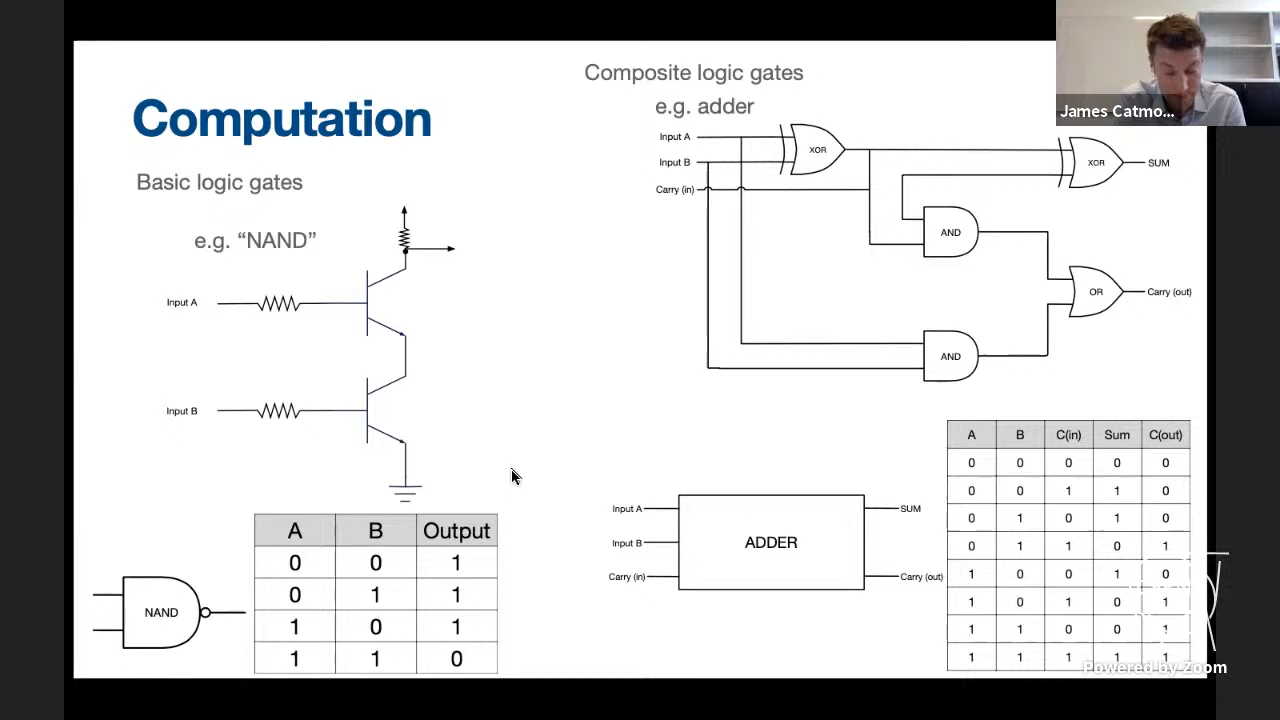 Computation
Basic logic gates
e.g. “NAND”
Input A
Input B
NAND
A B Output
0 0 1
0 1 1
1 0 1
1 1 0
Composite logic gates
e.g. adder
Input A
Input B
Carry (in)
XOR
XOR
SUM
AND
OR
Carry (out)
AND
Input A
Input B
Carry (in)
ADDER
SUM
Carry (out)
A B C(in) Sum C(out)
0 0 0 0 0
0 0 1 1 0
0 1 0 1 0
0 1 1 0 1
1 0 0 1 0
1 0 1 0 1
1 1 0 0 1
1 1 1 1 1
James Catmo...
Powered by Zoom